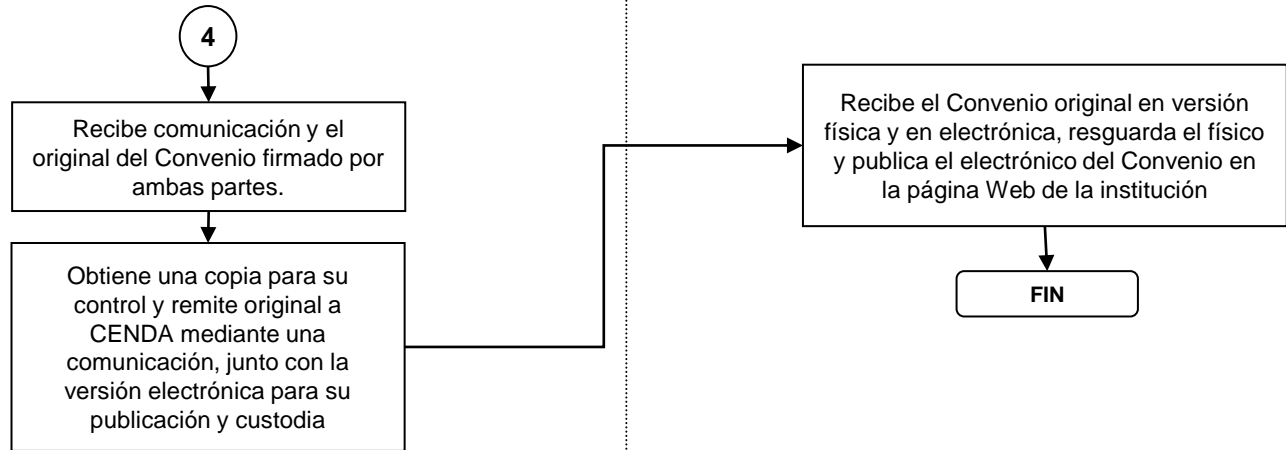 4
Recibe comunicación y el
original del Convenio firmado por
ambas partes.
Obtiene una copia para su
control y remite original a
CENDA mediante una
comunicación, junto con la
versión electrónica para su
publicación y custodia
Recibe el Convenio original en versión
física y en electrónica, resguarda el físico
y publica el electrónico del Convenio en
la página Web de la institución
FIN